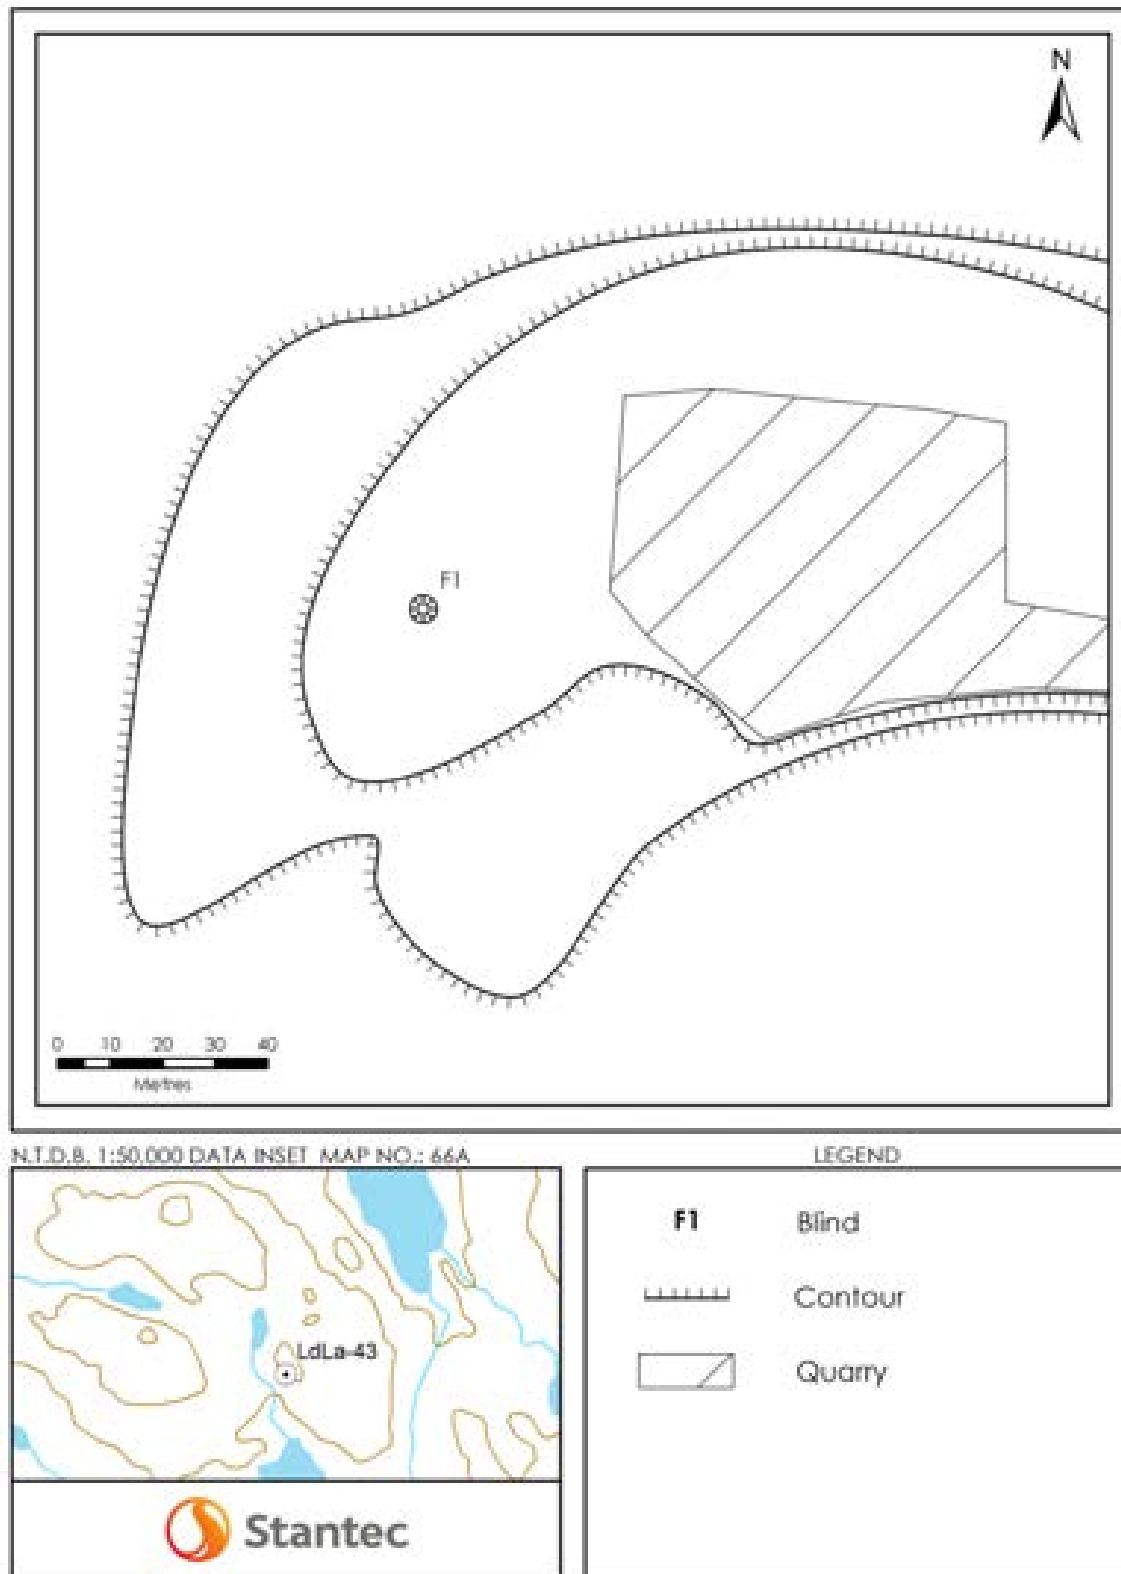 N
F1
0 10 20 30 40
Metres
N.T.D.B. 1:50,000 DATA INSET MAP NO.: 66A
LdLa-43
Stantec
LEGEND
F1 Blind
Contour
Quarry